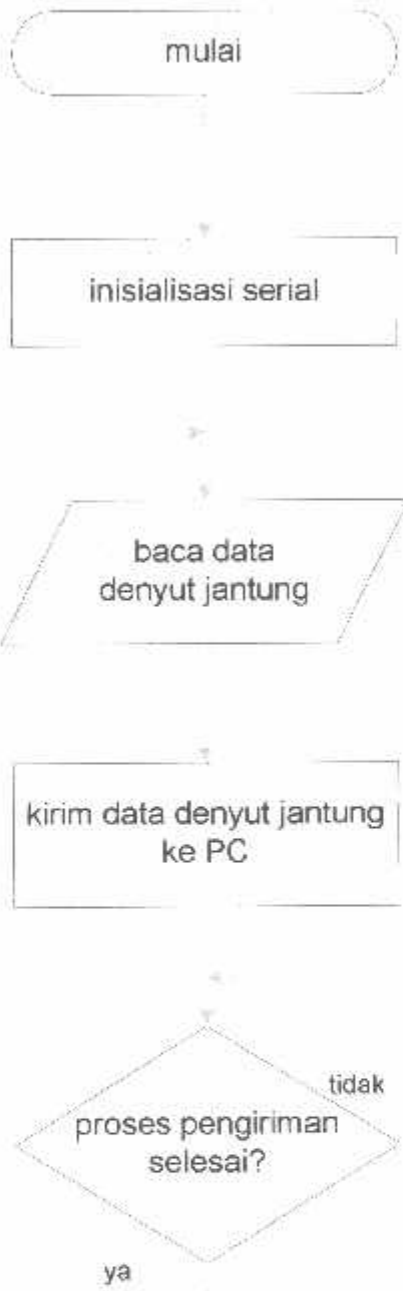 mulai
inisialisasi serial
baca data
denyut jantung
kirim data denyut jantung
ke PC
tidak
proses pengiriman
selesai?
ya